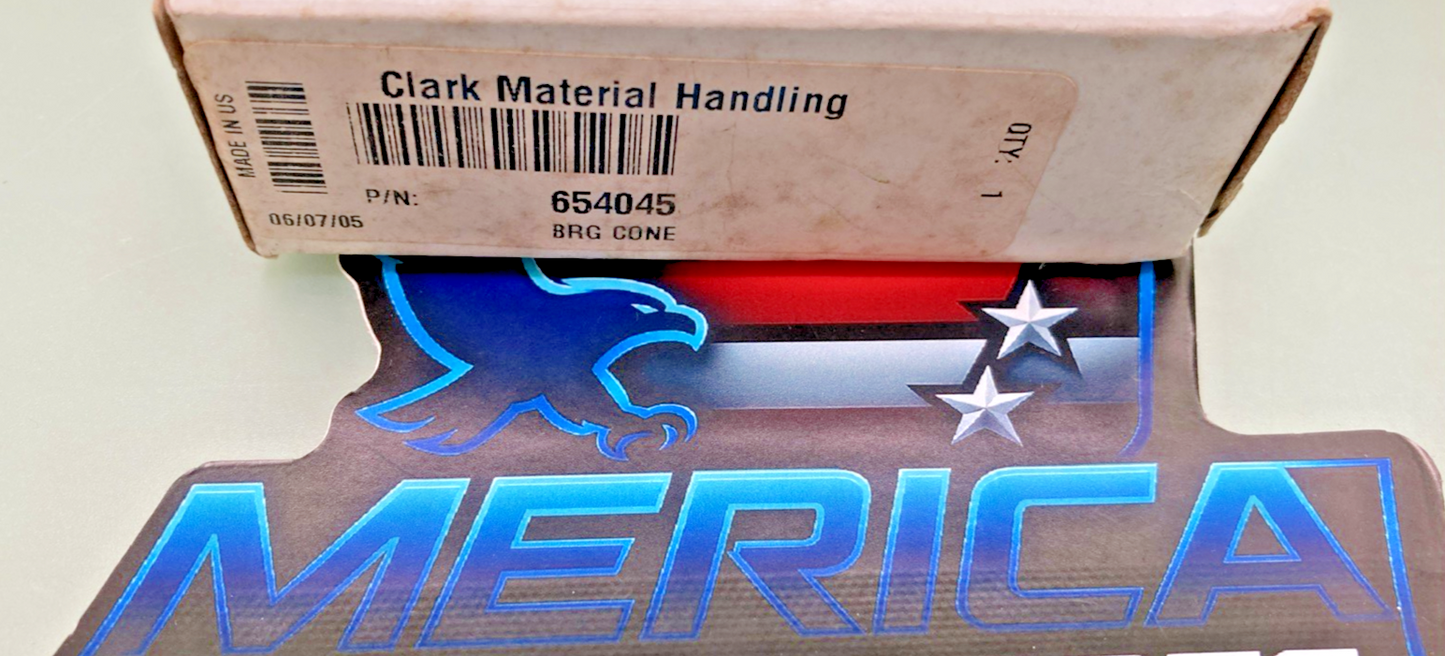 Clark Material Handling
MADE IN US
P/N: 654045
06/07/05
BRG CONE
QTY: 1
MERICA